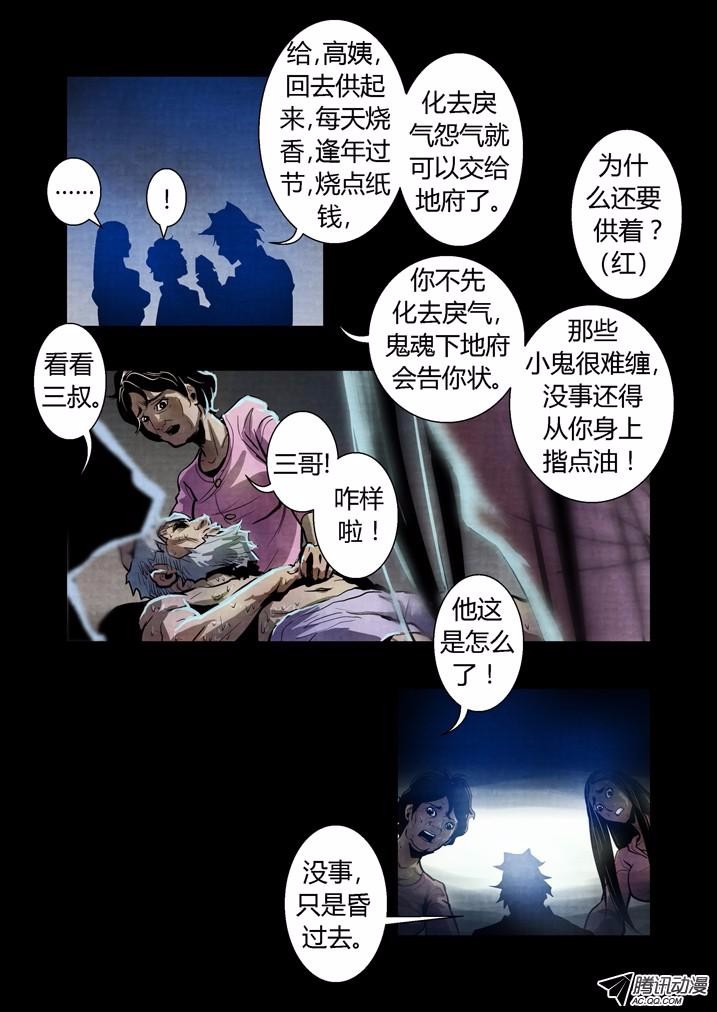 给，高姨，
回去供起
来，每天烧
香，逢年过
节，烧点纸
钱，
化去戾
气怨气就
可以交给
地府了。
为什
么还要
供着？
（红）
……
！
你不先
化去戾气，
鬼魂下地府
会告你状。
那些
小鬼很难缠，
没事还得
从你身上
揩点油！
看看
三叔。
三哥!
咋样
啦！
他这
是怎么
了！
没事，
只是昏
过去。
腾讯动漫
AC.QQ.COM